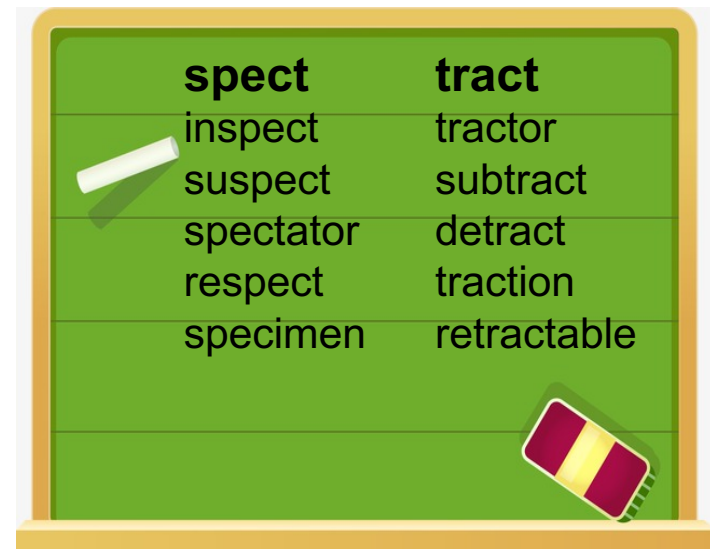 spect tract
inspect tractor
suspect subtract
spectator detract
respect traction
specimen retractable